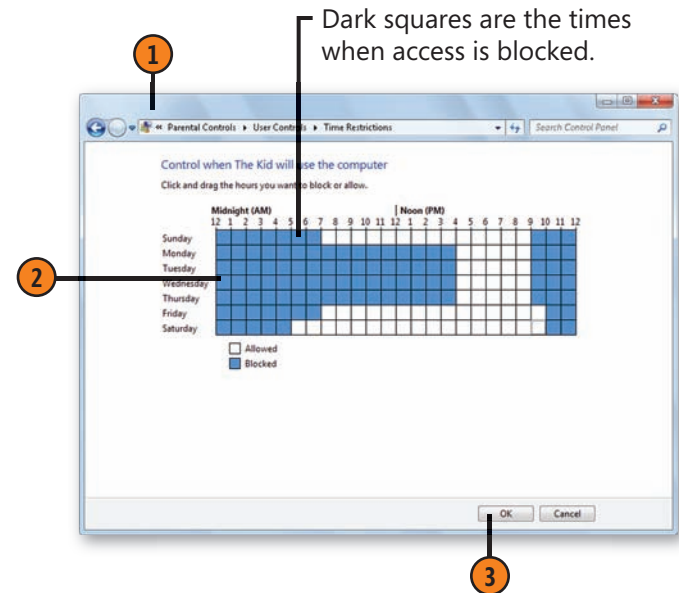 Dark squares are the times
when access is blocked.
1
« Parental Controls ▸ User Controls ▸ Time Restrictions
Search Control Panel
Control when The Kid will use the computer
Click and drag the hours you want to block or allow.
Midnight (AM) Noon (PM)
12 1 2 3 4 5 6 7 8 9 10 11 12 1 2 3 4 5 6 7 8 9 10 11 12
Sunday
Monday
Tuesday
2
Wednesday
Thursday
Friday
Saturday
Allowed
Blocked
OK Cancel
3